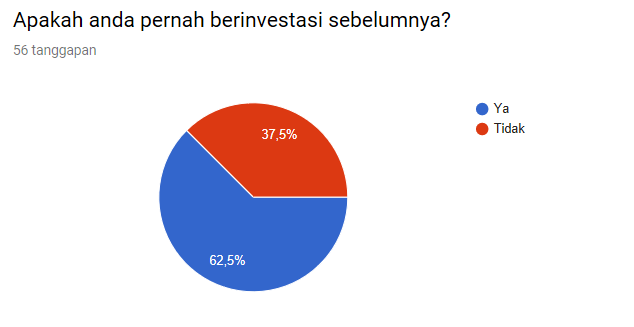 Apakah anda pernah berinvestasi sebelumnya?
56 tanggapan
Ya
Tidak
37,5%
62,5%